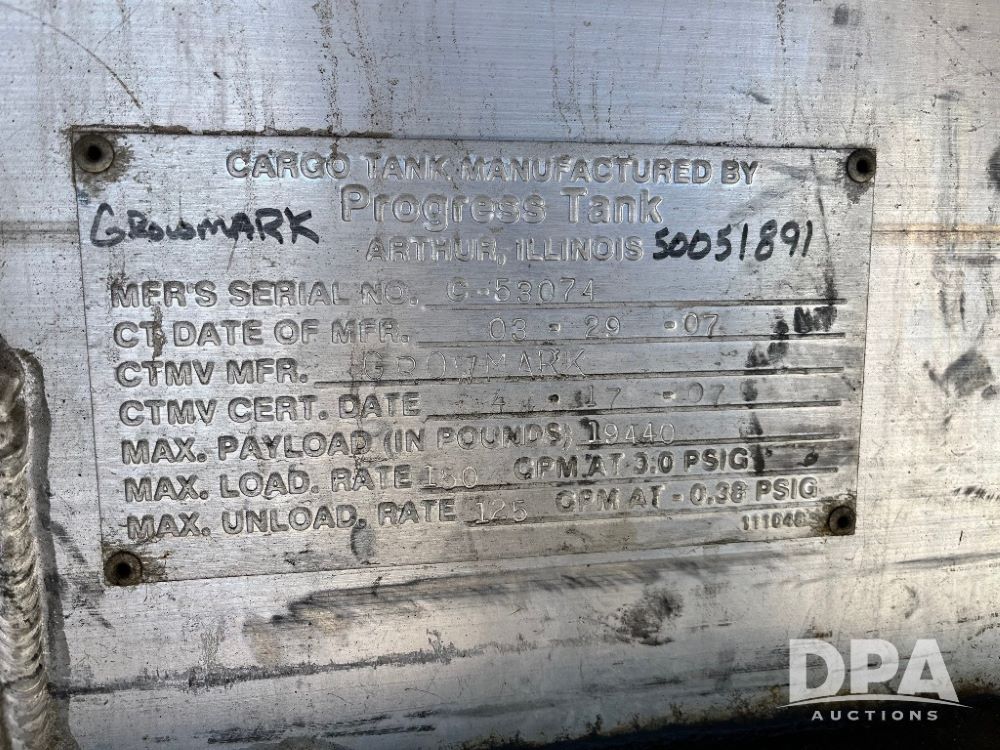 CARGO TANK MANUFACTURED BY
GROWMARK Progress Tank
ARTHUR, ILLINOIS 50051891
MFR'S SERIAL NO. C-53074
CT DATE OF MFR. 03 - 29 - 07
CTMV MFR. GROWMARK
CTMV CERT. DATE 4 - 17 - 07
MAX. PAYLOAD (IN POUNDS) 19440
MAX. LOAD. RATE 150 GPM AT 3.0 PSIG
MAX. UNLOAD. RATE 125 GPM AT - 0.38 PSIG
DPA
AUCTIONS